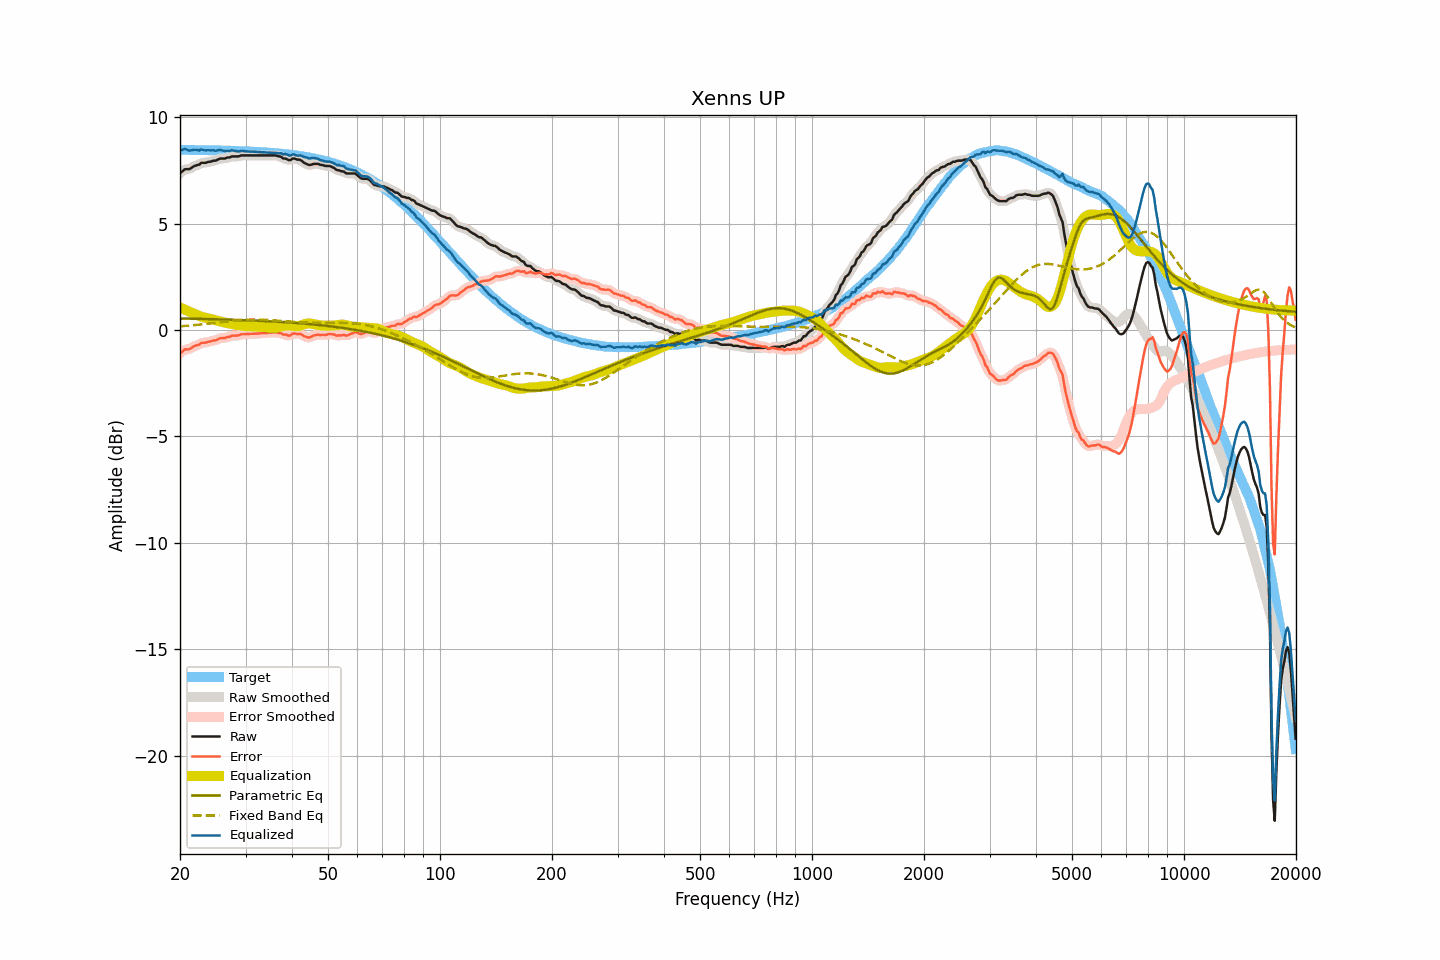 Xenns UP
Amplitude (dBr)
10
5
0
−5
−10
−15
−20
Target
Raw Smoothed
Error Smoothed
Raw
Error
Equalization
Parametric Eq
Fixed Band Eq
Equalized
20 50 100 200 500 1000 2000 5000 10000 20000
Frequency (Hz)